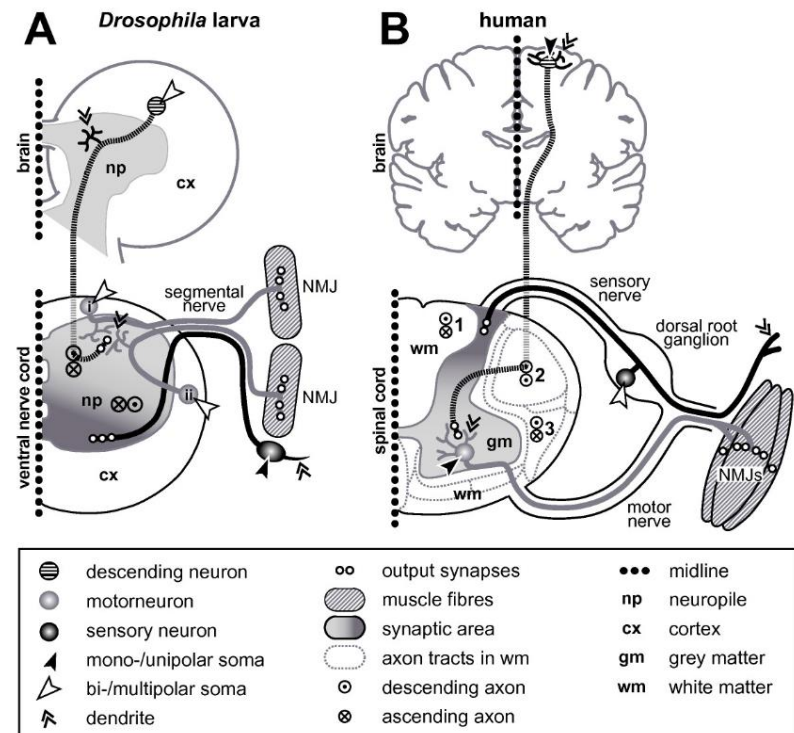 A
Drosophila larva
brain
np
cx
segmental
nerve
NMJ
NMJ
i
ii
np
cx
ventral nerve cord
B
human
brain
sensory
nerve
dorsal root
ganglion
wm
1
2
3
gm
wm
spinal cord
NMJs
motor
nerve
descending neuron
motorneuron
sensory neuron
mono-/unipolar soma
bi-/multipolar soma
dendrite
output synapses
muscle fibres
synaptic area
axon tracts in wm
descending axon
ascending axon
midline
np neuropile
cx cortex
gm grey matter
wm white matter